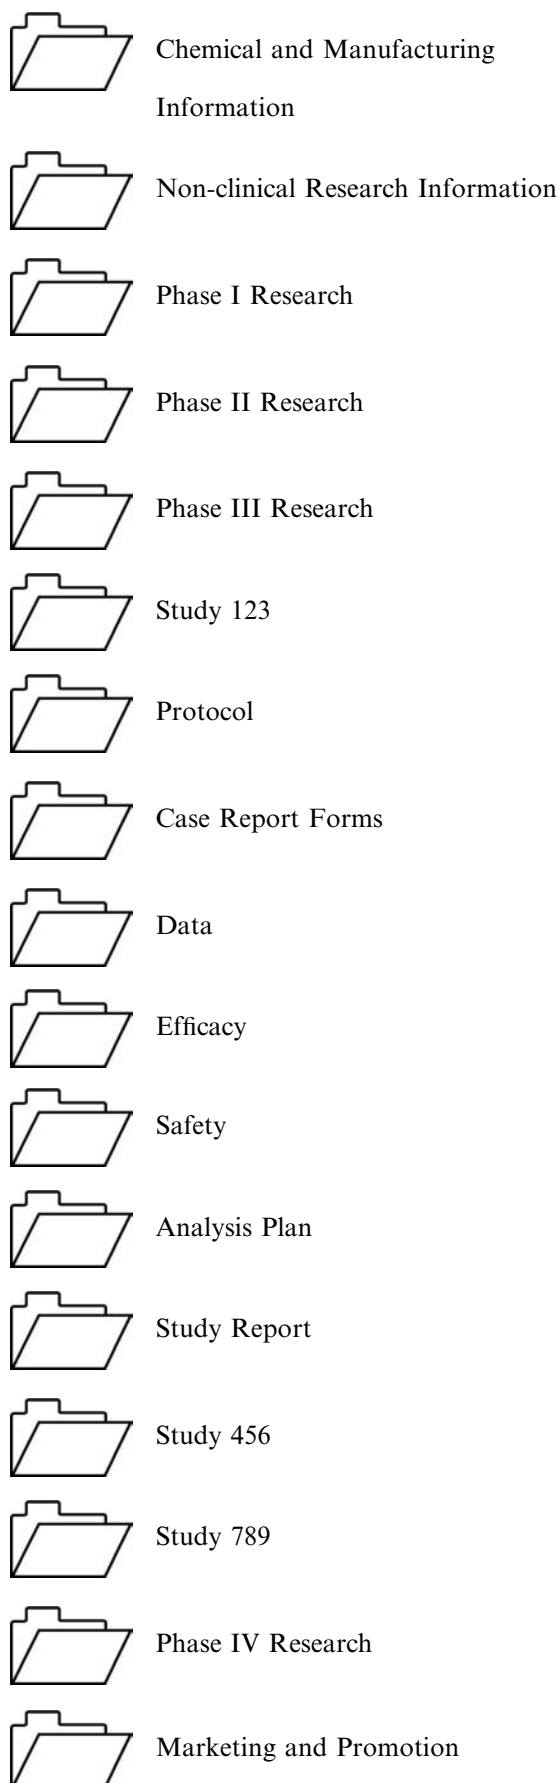 Chemical and Manufacturing
Information
Non-clinical Research Information
Phase I Research
Phase II Research
Phase III Research
Study 123
Protocol
Case Report Forms
Data
Efficacy
Safety
Analysis Plan
Study Report
Study 456
Study 789
Phase IV Research
Marketing and Promotion